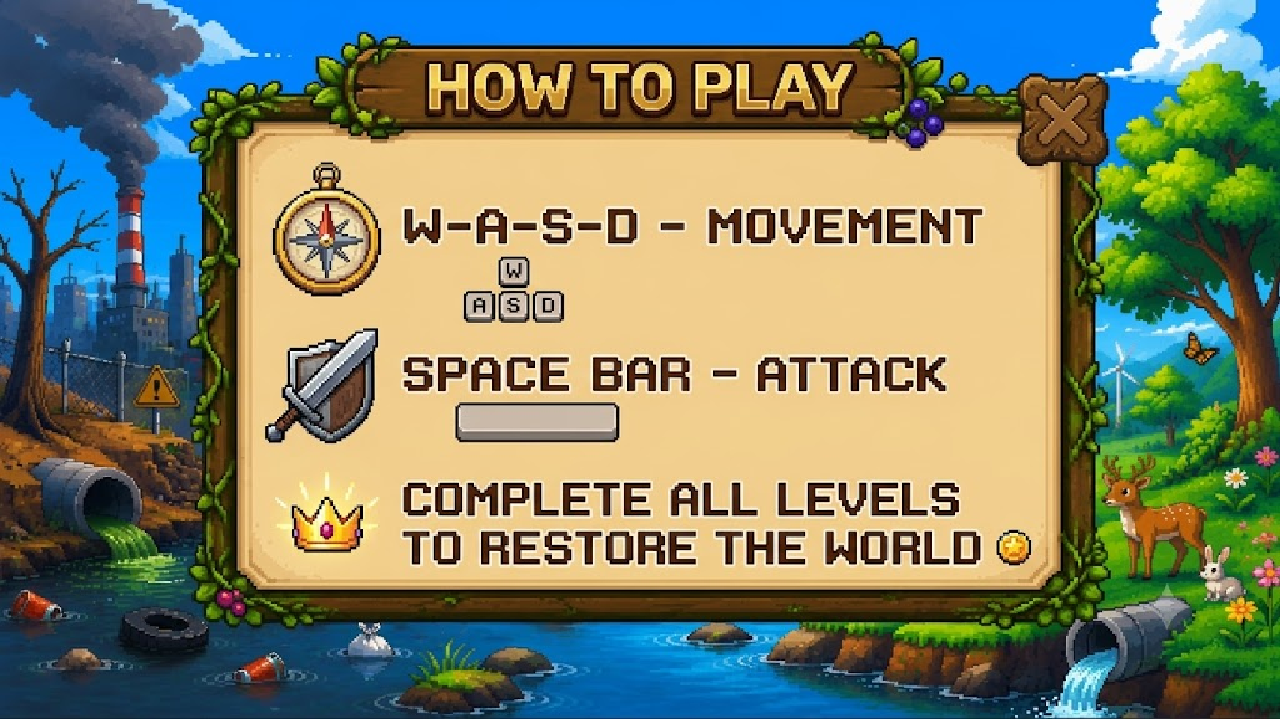 HOW TO PLAY
W-A-S-D - MOVEMENT
W
A S D
SPACE BAR - ATTACK
COMPLETE ALL LEVELS
TO RESTORE THE WORLD